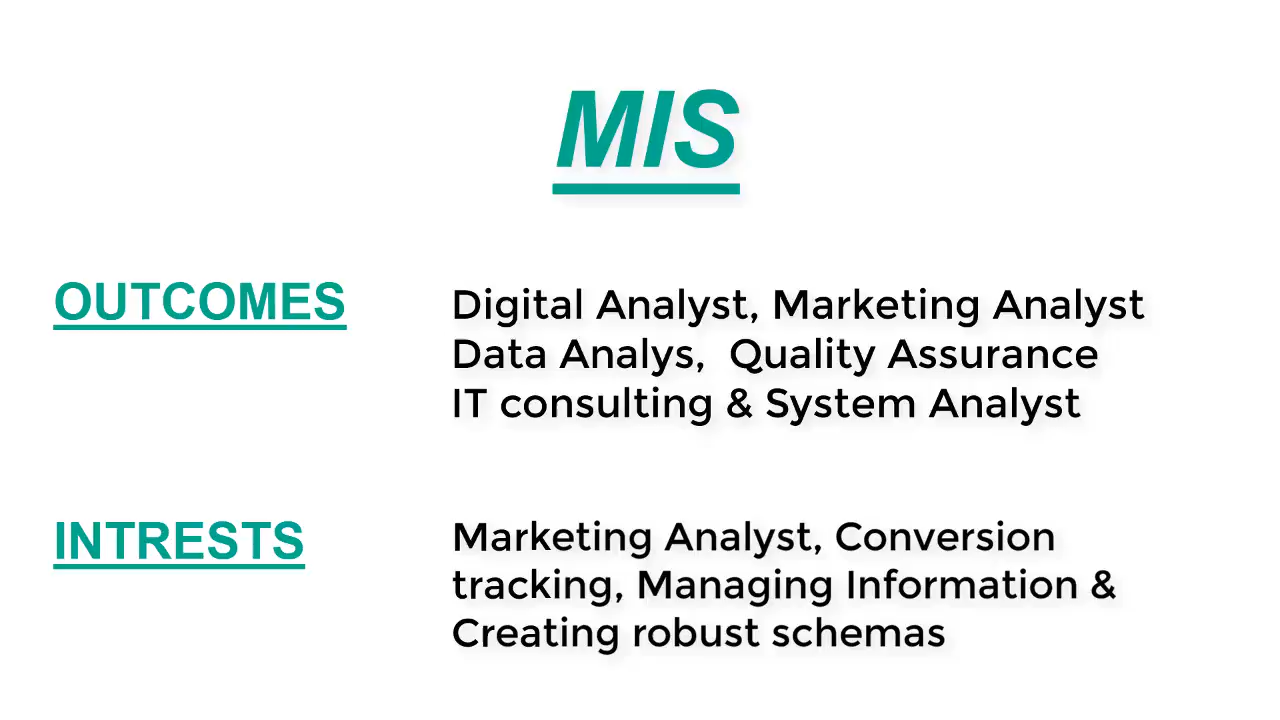 MIS
OUTCOMES
Digital Analyst, Marketing Analyst
Data Analys,  Quality Assurance
IT consulting & System Analyst
INTRESTS
Marketing Analyst, Conversion
tracking, Managing Information &
Creating robust schemas